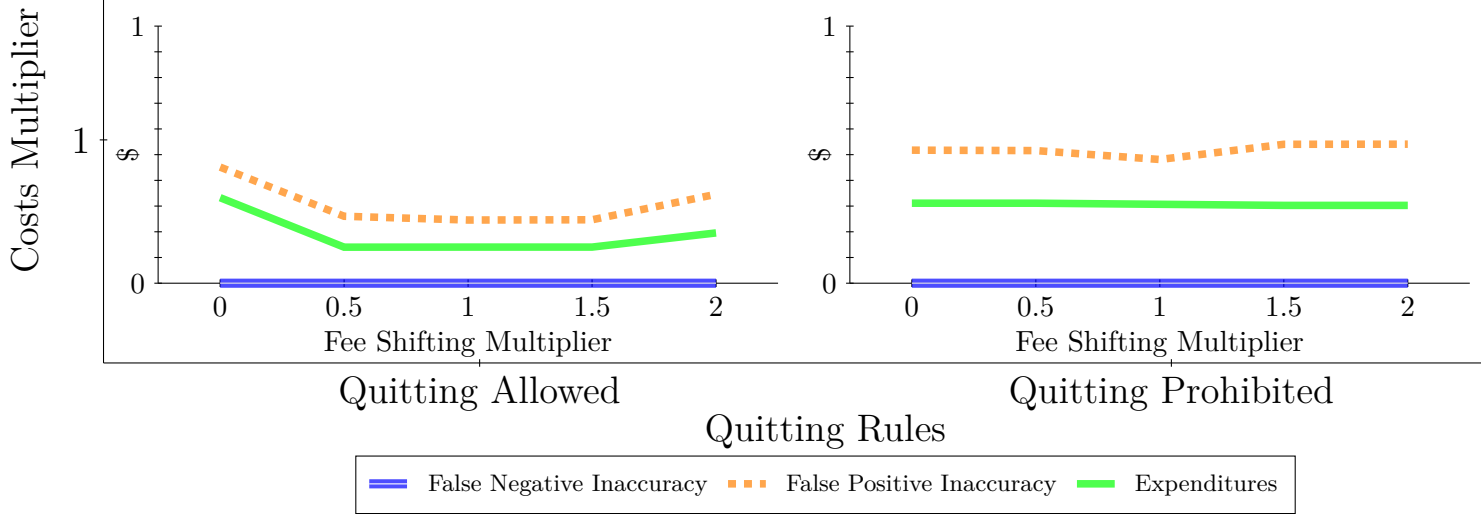 Costs Multiplier
1
1
$
0
0 0.5 1 1.5 2
Fee Shifting Multiplier
Quitting Allowed
1
$
0
0 0.5 1 1.5 2
Fee Shifting Multiplier
Quitting Prohibited
Quitting Rules
False Negative Inaccuracy False Positive Inaccuracy Expenditures